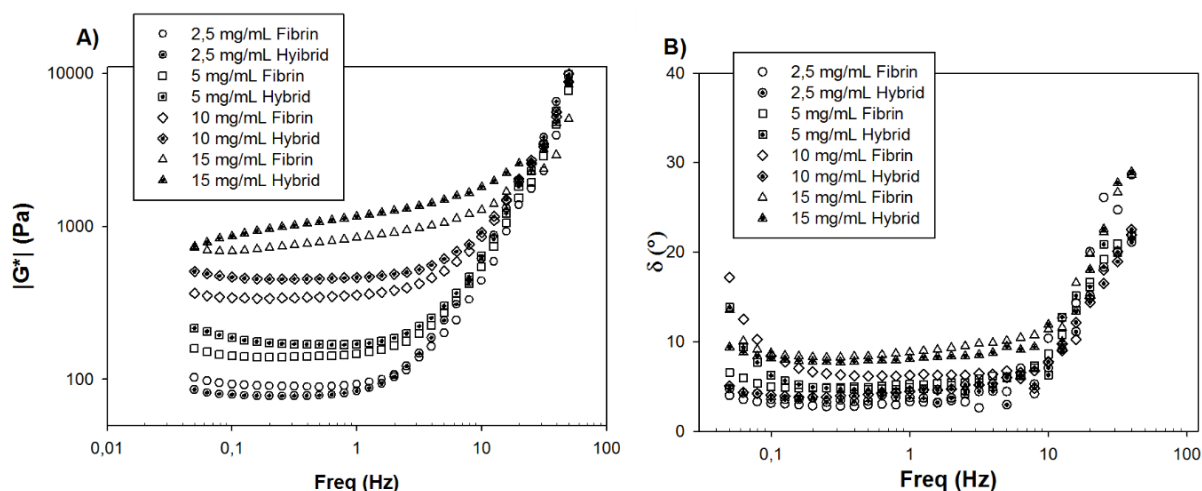 A)
2,5 mg/mL Fibrin
2,5 mg/mL Hyibrid
5 mg/mL Fibrin
5 mg/mL Hybrid
10 mg/mL Fibrin
10 mg/mL Hybrid
15 mg/mL Fibrin
15 mg/mL Hybrid
10000
1000
100
|G*| (Pa)
0,01
0,1
1
10
100
Freq (Hz)
B)
2,5 mg/mL Fibrin
2,5 mg/mL Hybrid
5 mg/mL Fibrin
5 mg/mL Hybrid
10 mg/mL Fibrin
10 mg/mL Hybrid
15 mg/mL Fibrin
15 mg/mL Hybrid
40
30
20
10
0
δ (º)
0,1
1
10
100
Freq (Hz)